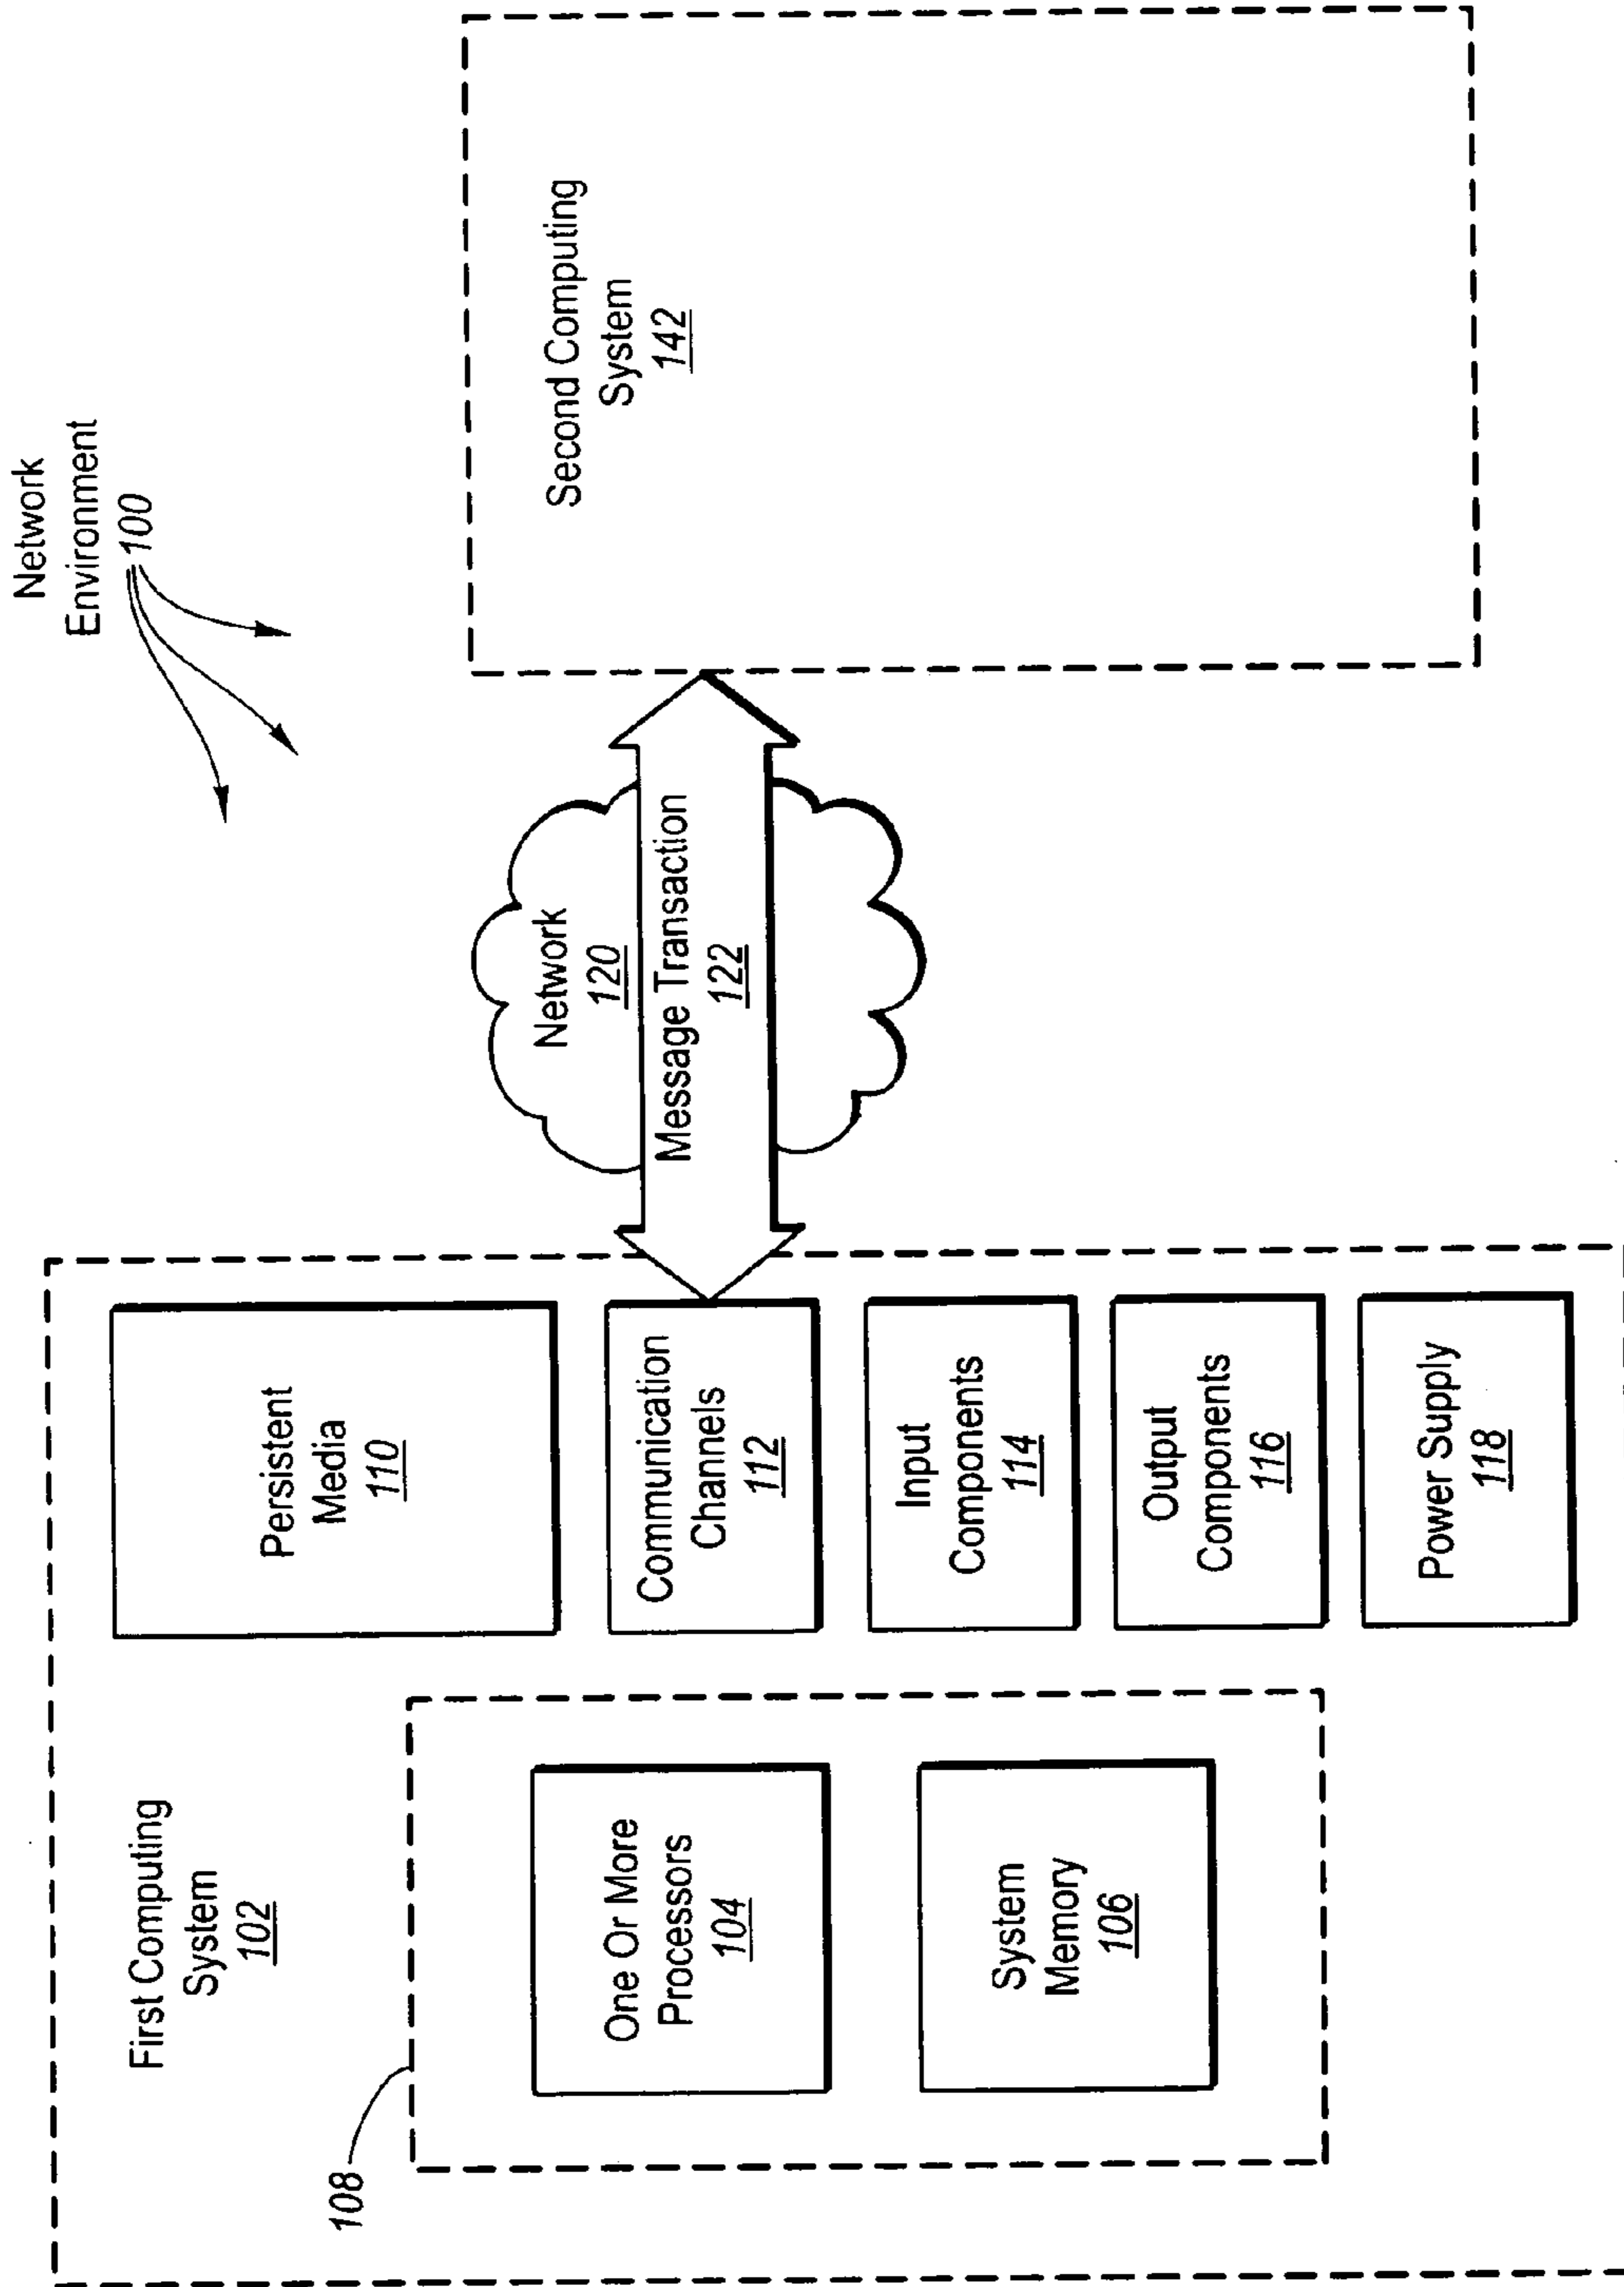 Network
Environment
100
First Computing
System
102
108
One Or More
Processors
104
System
Memory
106
Persistent
Media
110
Communication
Channels
112
Input
Components
114
Output
Components
116
Power Supply
118
Network
120
Message Transaction
122
Second Computing
System
142